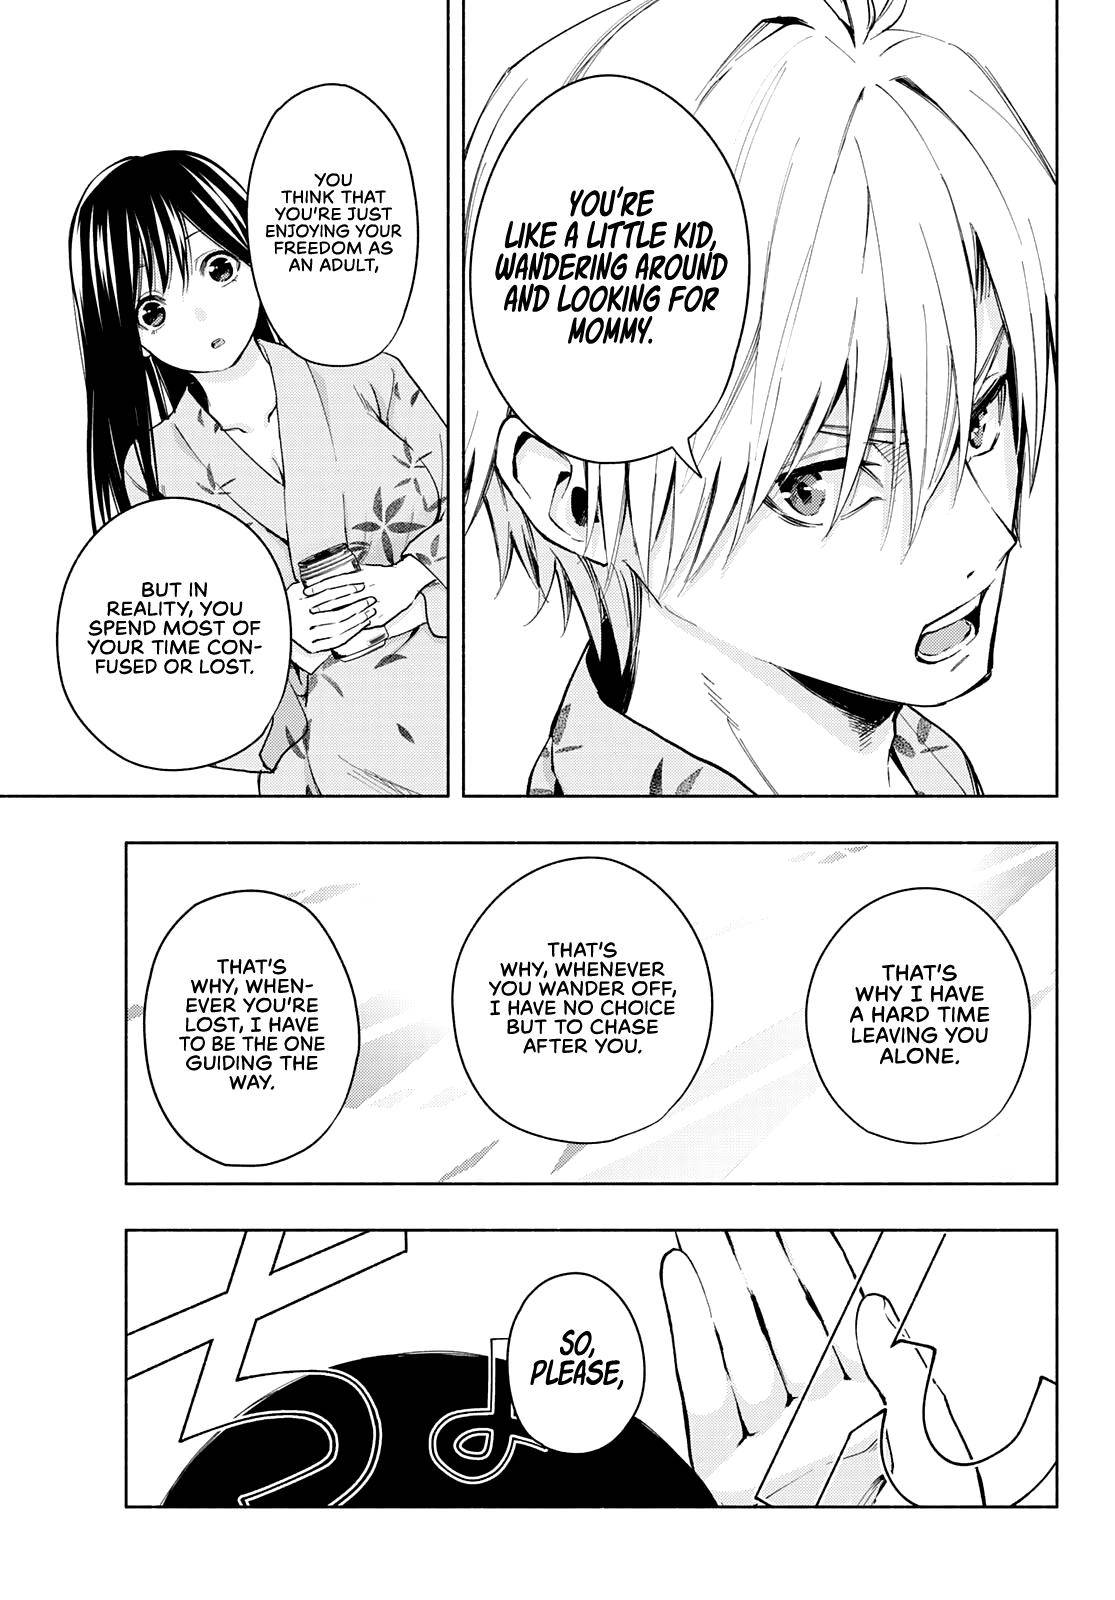 YOU'RE
LIKE A LITTLE KID,
WANDERING AROUND
AND LOOKING FOR
MOMMY.
YOU
THINK THAT
YOU'RE JUST
ENJOYING YOUR
FREEDOM AS
AN ADULT,
BUT IN
REALITY, YOU
SPEND MOST OF
YOUR TIME CON-
FUSED OR LOST.
THAT'S
WHY I HAVE
A HARD TIME
LEAVING YOU
ALONE.
THAT'S
WHY, WHENEVER
YOU WANDER OFF,
I HAVE NO CHOICE
BUT TO CHASE
AFTER YOU.
THAT'S
WHY, WHEN-
EVER YOU'RE
LOST, I HAVE
TO BE THE ONE
GUIDING THE
WAY.
SO,
PLEASE,